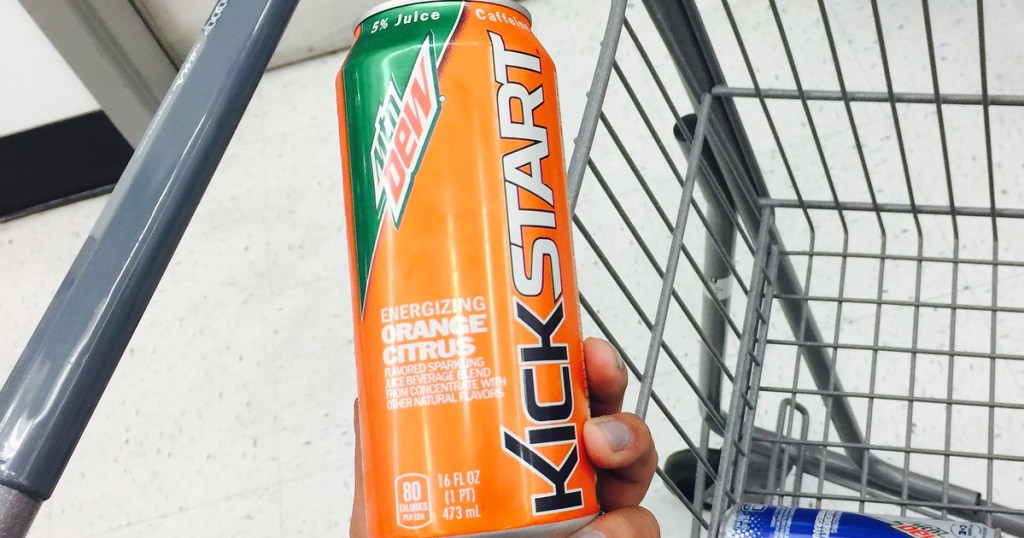 5% Juice
Caffeine
Mtn
DEW
KICKSTART
ENERGIZING
ORANGE
CITRUS
FLAVORED SPARKLING
JUICE BEVERAGE BLEND
FROM CONCENTRATE WITH
OTHER NATURAL FLAVORS
80
CALORIES
PER CAN
16 FL OZ
(1 PT)
473 mL